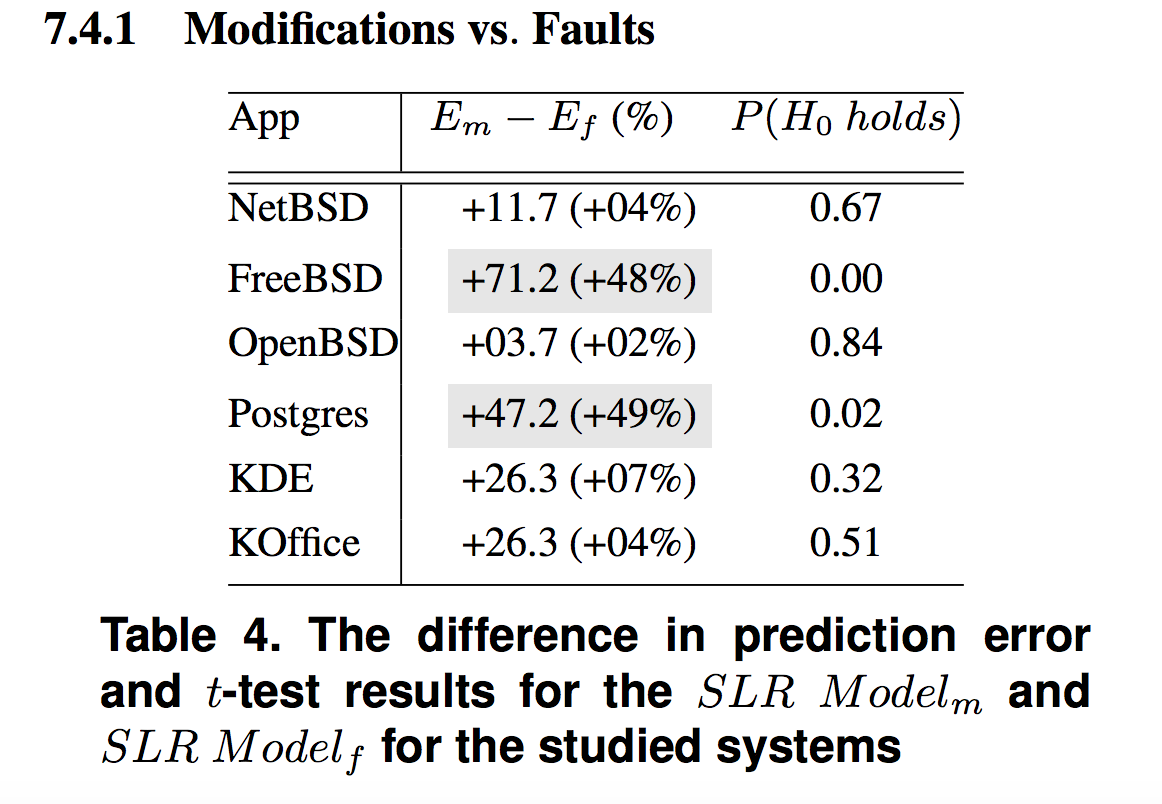 7.4.1 Modifications vs. Faults
App E_m − E_f (%) P(H_0 holds)
NetBSD +11.7 (+04%) 0.67
FreeBSD +71.2 (+48%) 0.00
OpenBSD +03.7 (+02%) 0.84
Postgres +47.2 (+49%) 0.02
KDE +26.3 (+07%) 0.32
KOffice +26.3 (+04%) 0.51
Table 4. The difference in prediction error
and t-test results for the SLR Model_m and
SLR Model_f for the studied systems